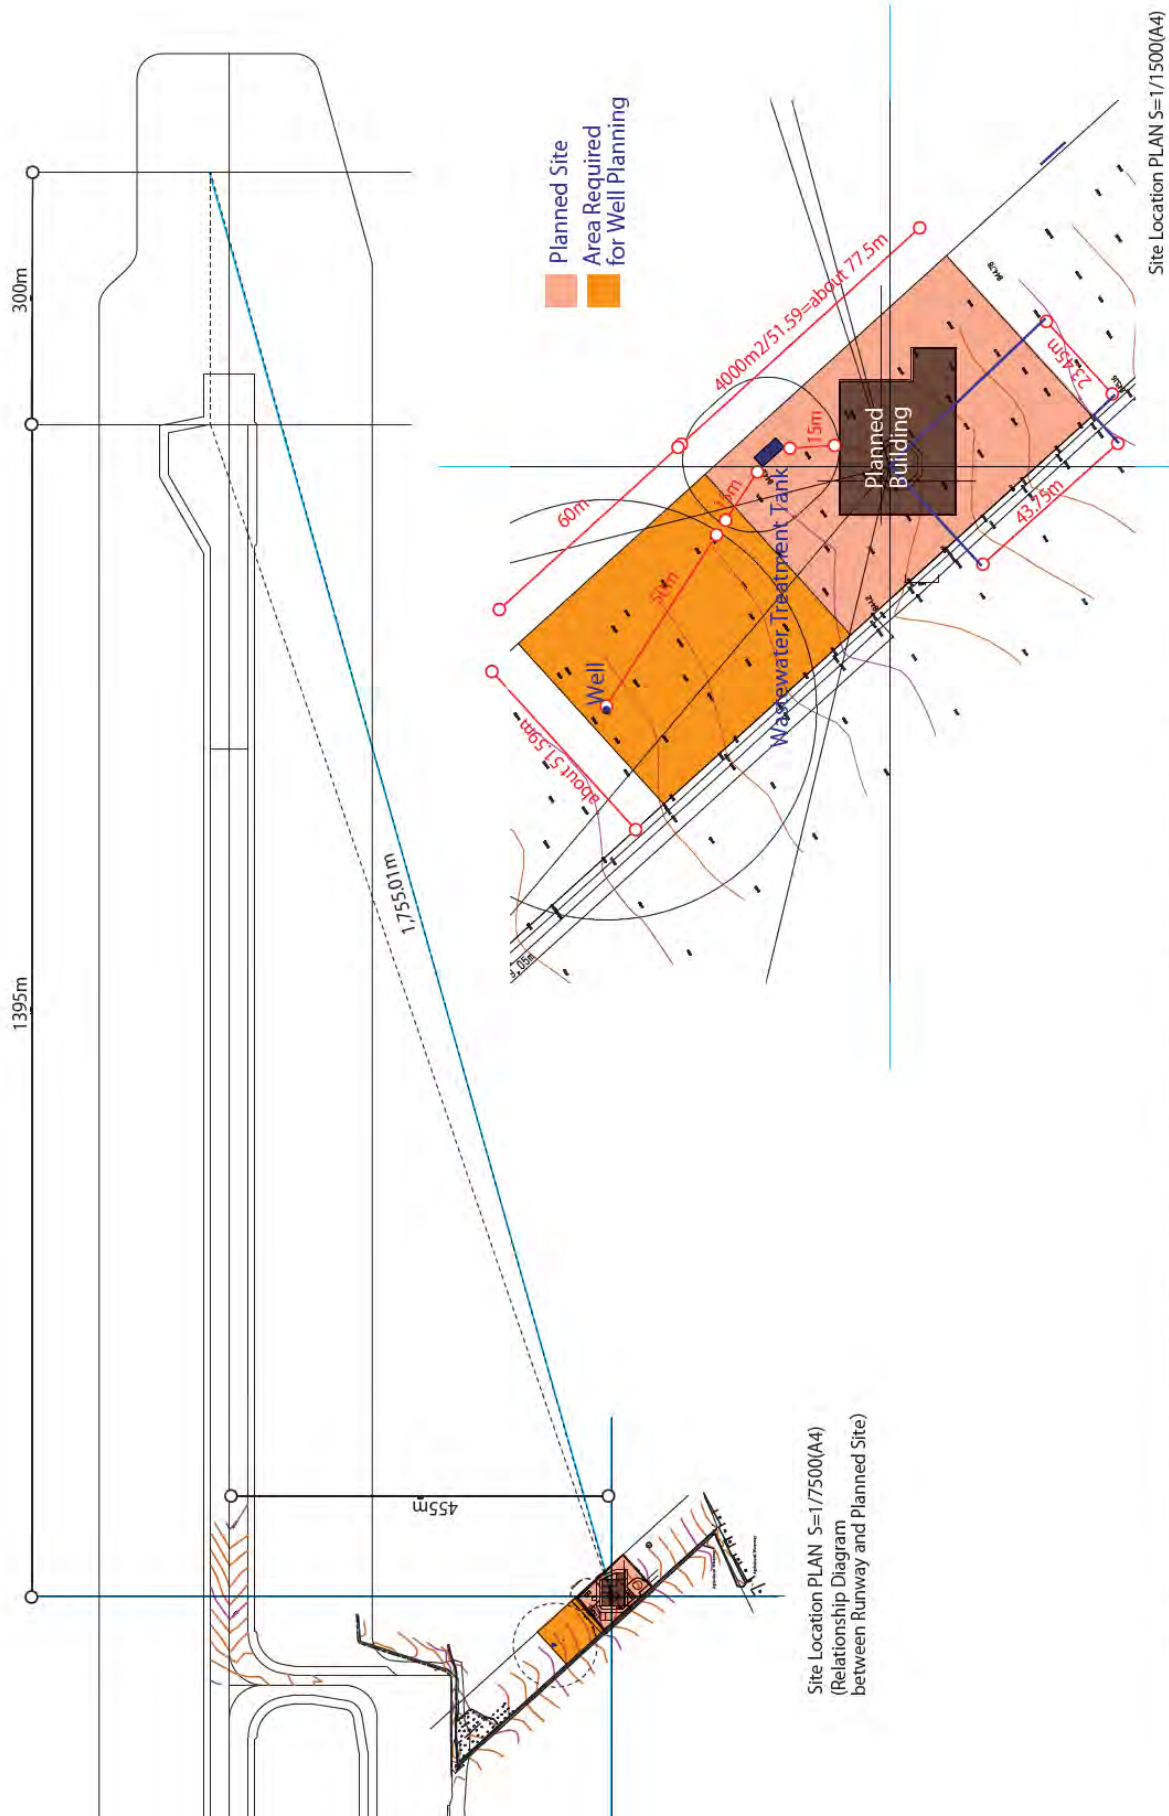 300m
1395m
1,755.01m
455m
Planned Site
Area Required
for Well Planning
4000m2/51.59=about 77.5m
60m
about 51.59m
50m
15m
Well
Wastewater Treatment Tank
Planned
Building
23.45m
43.75m
Site Location PLAN S=1/1500(A4)
Site Location PLAN S=1/7500(A4)
(Relationship Diagram
between Runway and Planned Site)